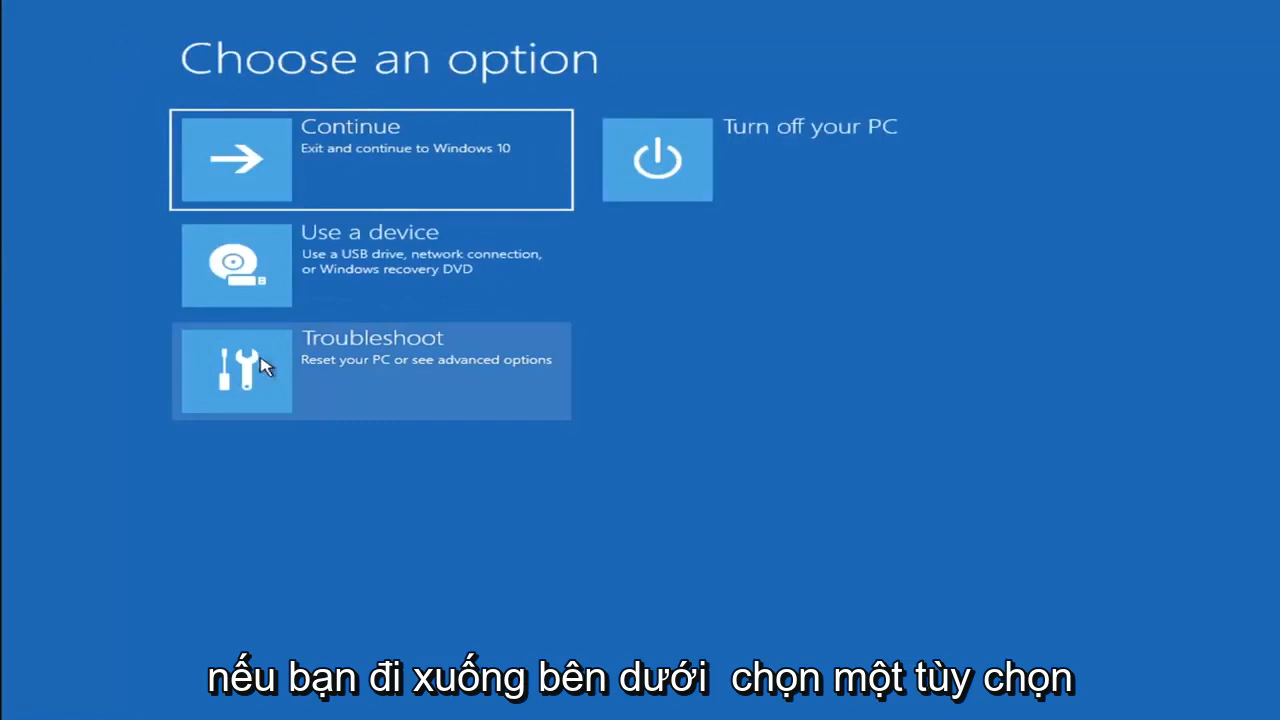 Choose an option
Continue
Exit and continue to Windows 10
Turn off your PC
Use a device
Use a USB drive, network connection,
or Windows recovery DVD
Troubleshoot
Reset your PC or see advanced options
nếu bạn đi xuống bên dưới chọn một tùy chọn